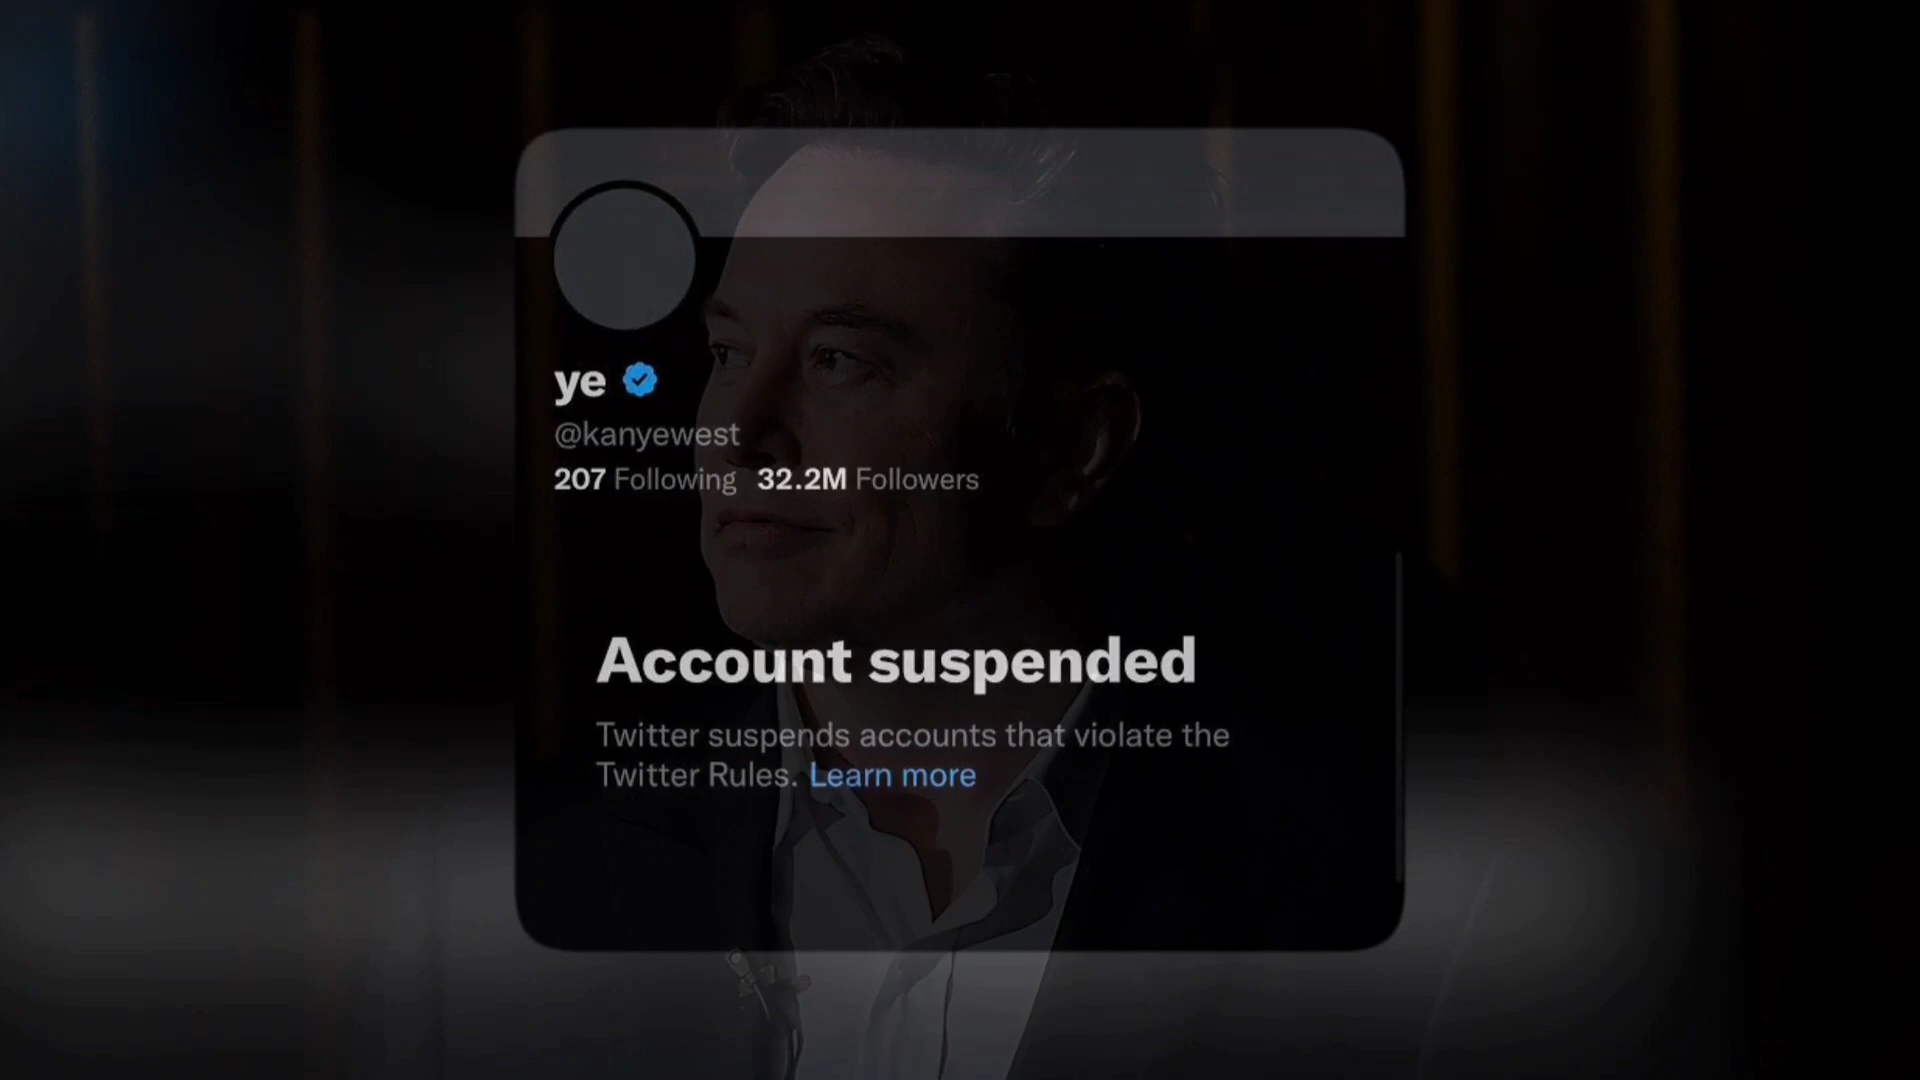 ye
@kanyewest
207 Following 32.2M Followers
Account suspended
Twitter suspends accounts that violate the
Twitter Rules. Learn more